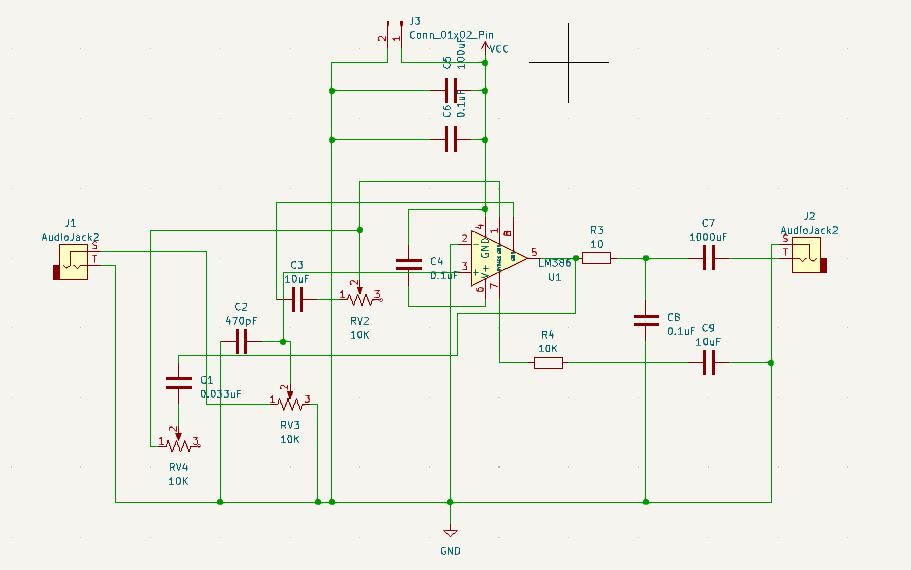 J3
Conn_01x02_Pin
2
1
VCC
C5
100uF
C6
0.1uF
J1
AudioJack2
S
T
J2
AudioJack2
S
T
C7
1000uF
R3
10
4
1
8
2
GND
5
LM386
U1
3
V+
6
7
C4
0.1uF
C3
10uF
2
1
3
RV2
10K
C2
470pF
C8
0.1uF
C9
10uF
R4
10K
C1
0.033uF
2
1
3
RV3
10K
2
1
3
RV4
10K
GND